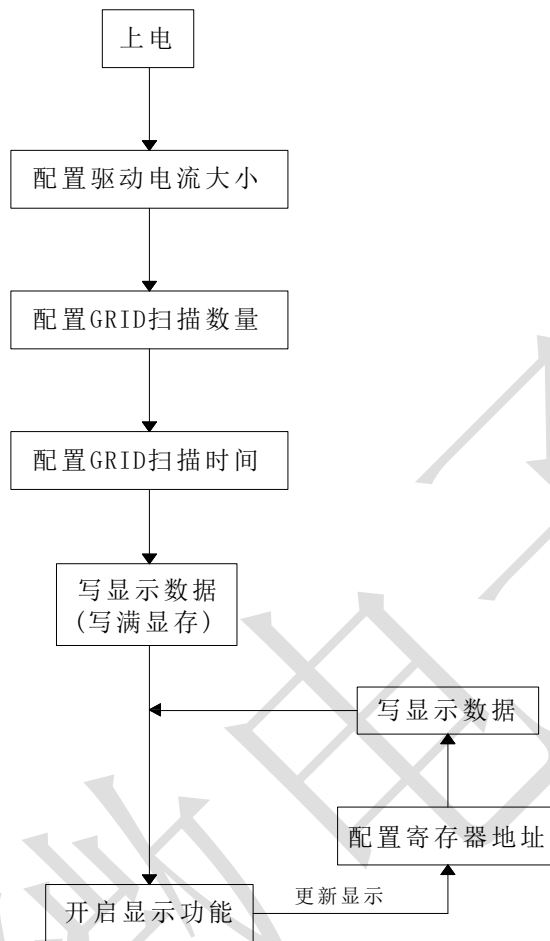 上电
配置驱动电流大小
配置GRID扫描数量
配置GRID扫描时间
写显示数据
(写满显存)
写显示数据
配置寄存器地址
开启显示功能
更新显示